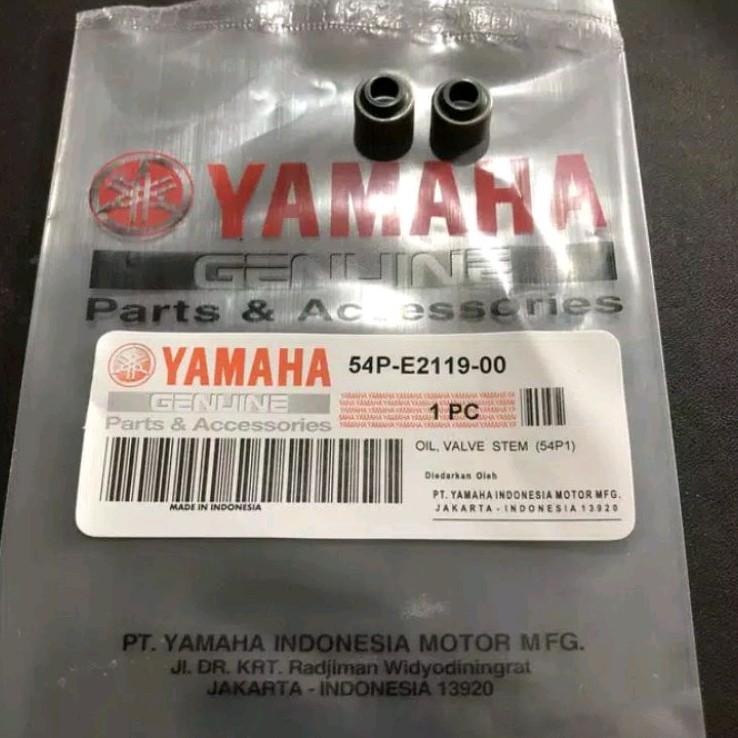 YAMAHA
GENUINE
Parts & Accessories
YAMAHA
GENUINE
Parts & Accessories
54P-E2119-00
1 PC
OIL, VALVE STEM (54P1)
Diedarkan Oleh
PT. YAMAHA INDONESIA MOTOR MFG.
JAKARTA - INDONESIA 13920
MADE IN INDONESIA
PT. YAMAHA INDONESIA MOTOR MFG.
Jl. DR. KRT. Radjiman Widyodiningrat
JAKARTA - INDONESIA 13920